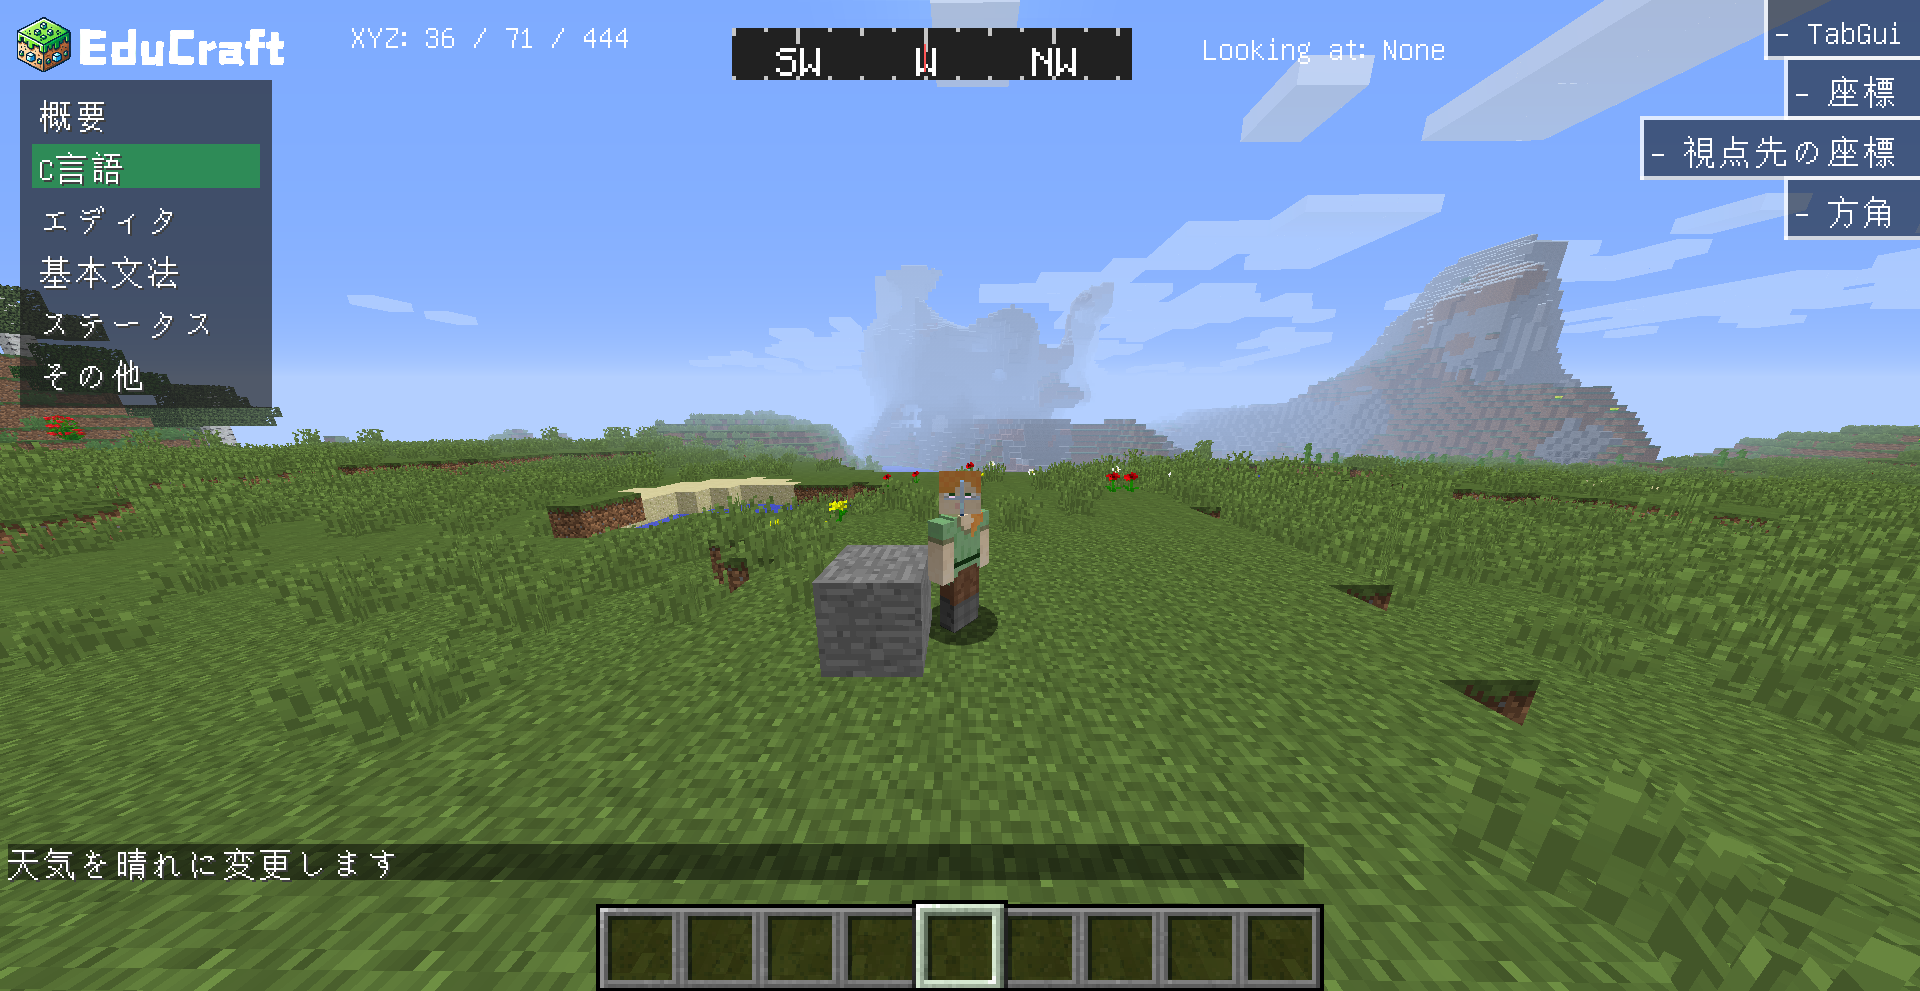 EduCraft
XYZ: 36 / 71 / 444
SW W NW
Looking at: None
- TabGui
- 座標
- 視点先の座標
- 方角
概要
C言語
エディタ
基本文法
ステータス
その他
天気を晴れに変更します